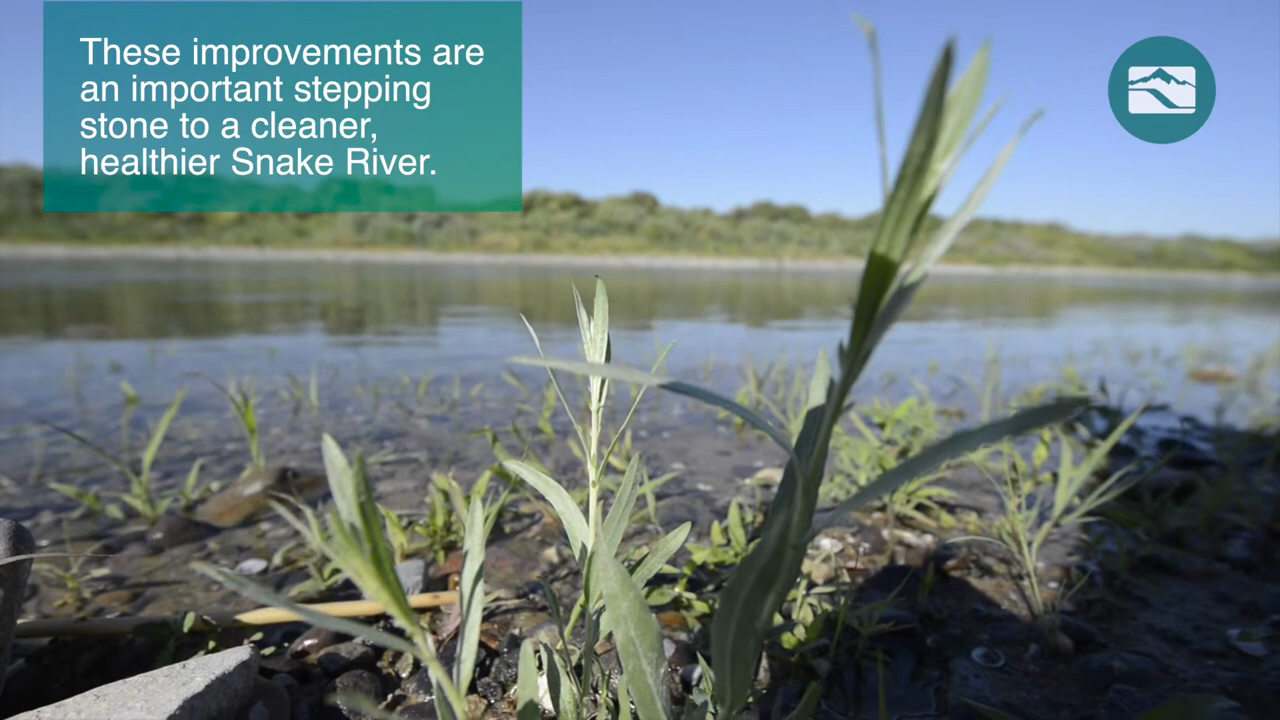 These improvements are
an important stepping
stone to a cleaner,
healthier Snake River.